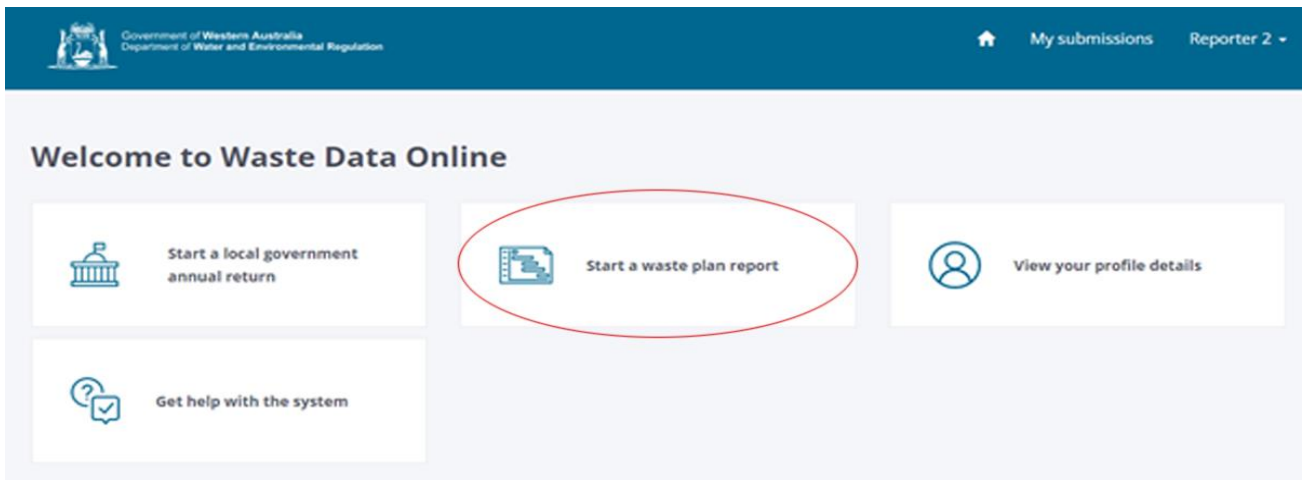 Government of Western Australia
Department of Water and Environmental Regulation
My submissions
Reporter 2
Welcome to Waste Data Online
Start a local government
annual return
Start a waste plan report
View your profile details
Get help with the system